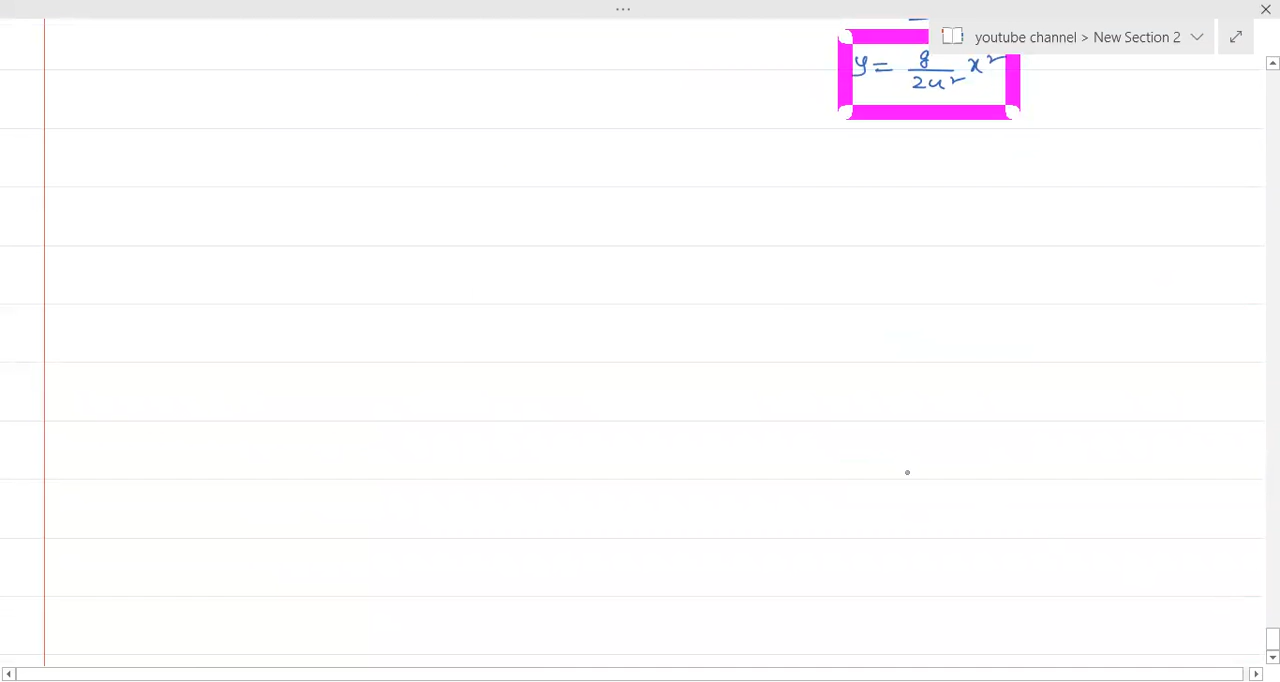 ...
youtube channel > New Section 2
y = g/2u² x²